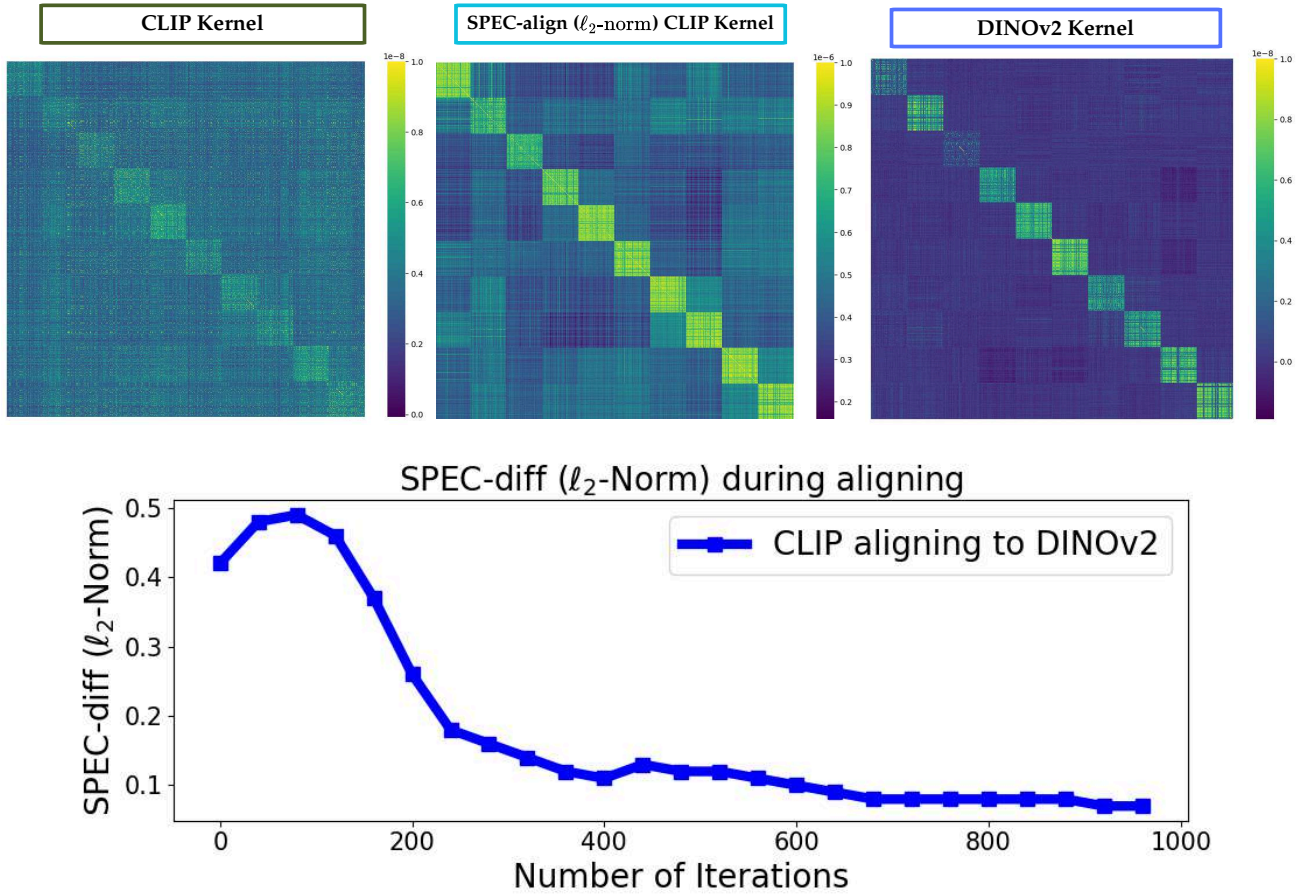 CLIP Kernel
SPEC-align (ℓ₂-norm) CLIP Kernel
DINOv2 Kernel
1e−8
1.0
0.8
0.6
0.4
0.2
0.0
1e−6
1.0
0.9
0.8
0.7
0.6
0.5
0.4
0.3
0.2
1e−8
1.0
0.8
0.6
0.4
0.2
0.0
SPEC-diff (ℓ₂-Norm) during aligning
CLIP aligning to DINOv2
SPEC-diff (ℓ₂-Norm)
0.5
0.4
0.3
0.2
0.1
0 200 400 600 800 1000
Number of Iterations